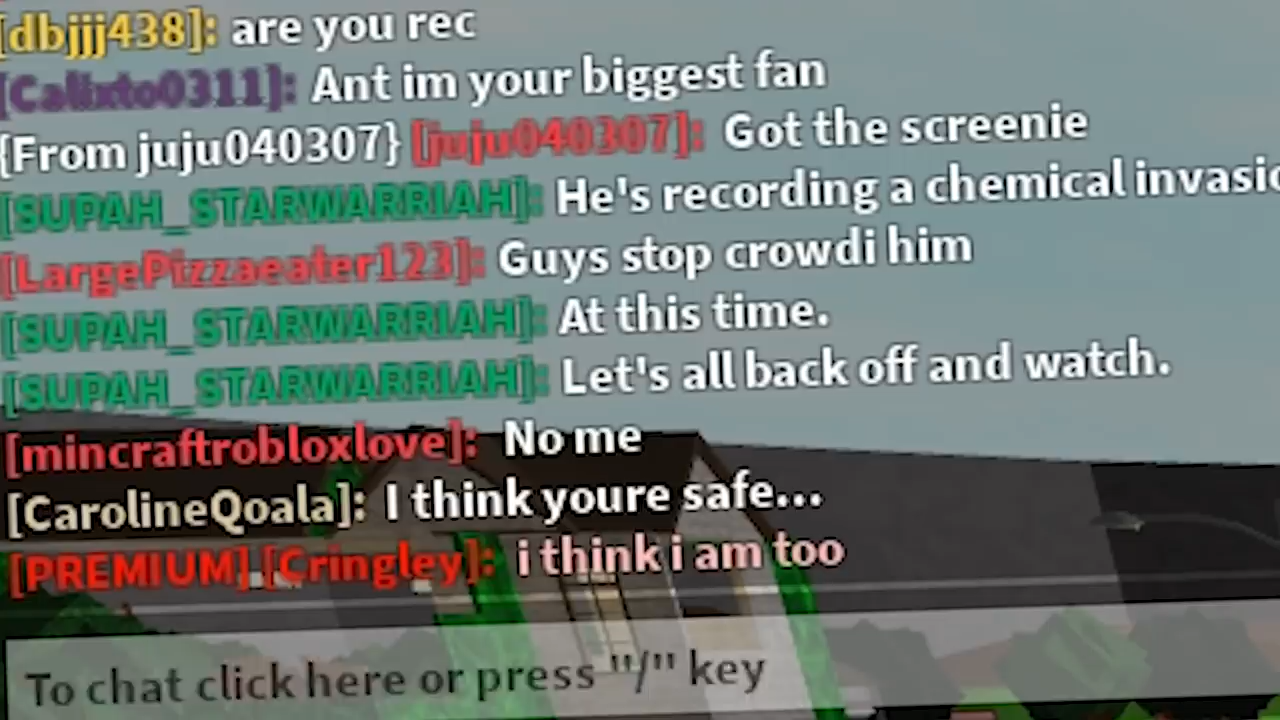 [dbjjj438]: are you rec
[Calixto0311]: Ant im your biggest fan
{From juju040307} [juju040307]: Got the screenie
[SUPAH_STARWARRIAH]: He's recording a chemical invasio
[LargePizzaeater123]: Guys stop crowdi him
[SUPAH_STARWARRIAH]: At this time.
[SUPAH_STARWARRIAH]: Let's all back off and watch.
[mincraftrobloxlove]: No me
[CarolineQoala]: I think youre safe...
[PREMIUM] [Cringley]: i think i am too
To chat click here or press "/" key